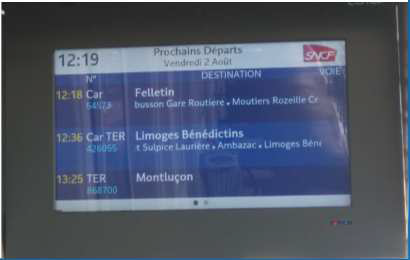 12:19 Prochains Départs SNCF
Vendredi 2 Août
N° DESTINATION VOIE
12:18 Car Felletin
64573 busson Gare Routiere • Moutiers Rozeille Cr
12:36 Car TER Limoges Bénédictins
426055 t Sulpice Laurière • Ambazac • Limoges Béné
13:25 TER Montluçon
868700